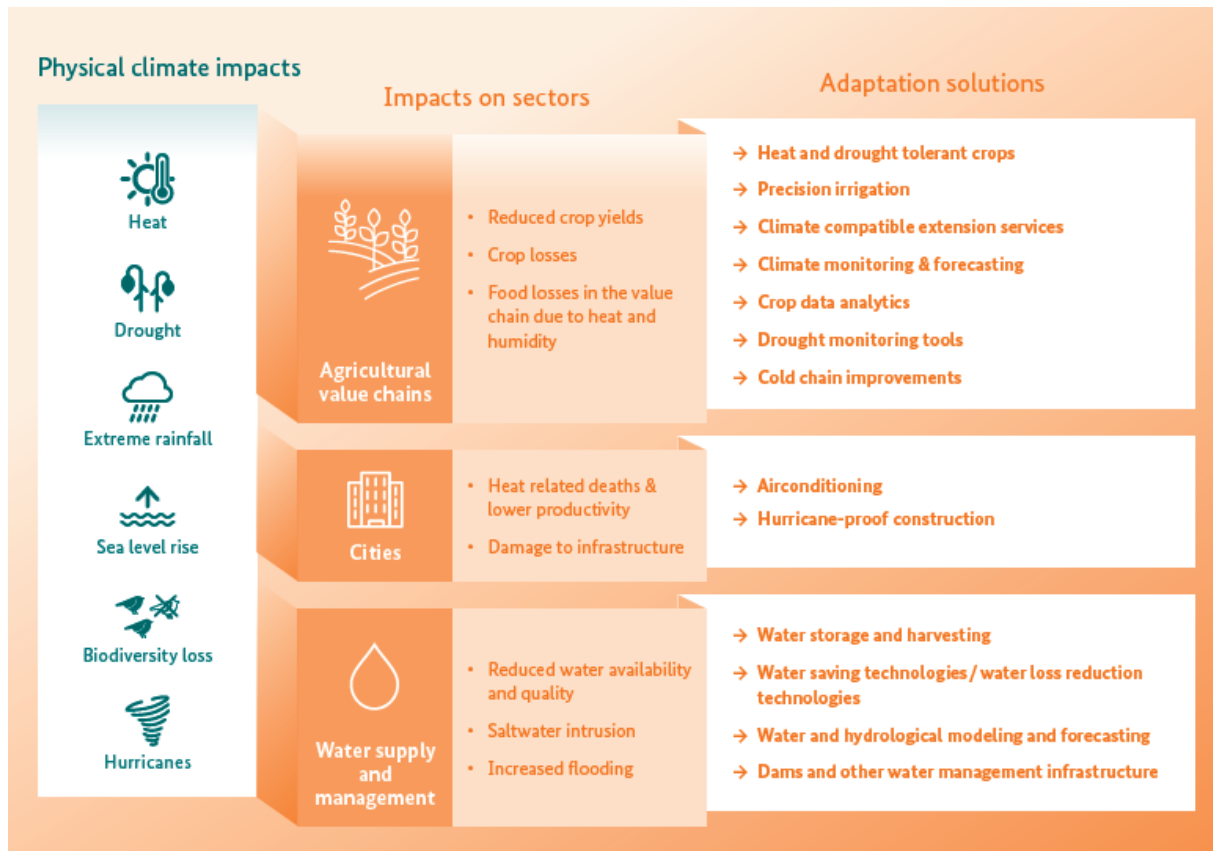 Physical climate impacts
Heat
Drought
Extreme rainfall
Sea level rise
Biodiversity loss
Hurricanes
Impacts on sectors
Agricultural
value chains
• Reduced crop yields
• Crop losses
• Food losses in the value
chain due to heat and
humidity
Cities
• Heat related deaths &
lower productivity
• Damage to infrastructure
Water supply
and
management
• Reduced water availability
and quality
• Saltwater intrusion
• Increased flooding
Adaptation solutions
→ Heat and drought tolerant crops
→ Precision irrigation
→ Climate compatible extension services
→ Climate monitoring & forecasting
→ Crop data analytics
→ Drought monitoring tools
→ Cold chain improvements
→ Airconditioning
→ Hurricane-proof construction
→ Water storage and harvesting
→ Water saving technologies/water loss reduction
technologies
→ Water and hydrological modeling and forecasting
→ Dams and other water management infrastructure